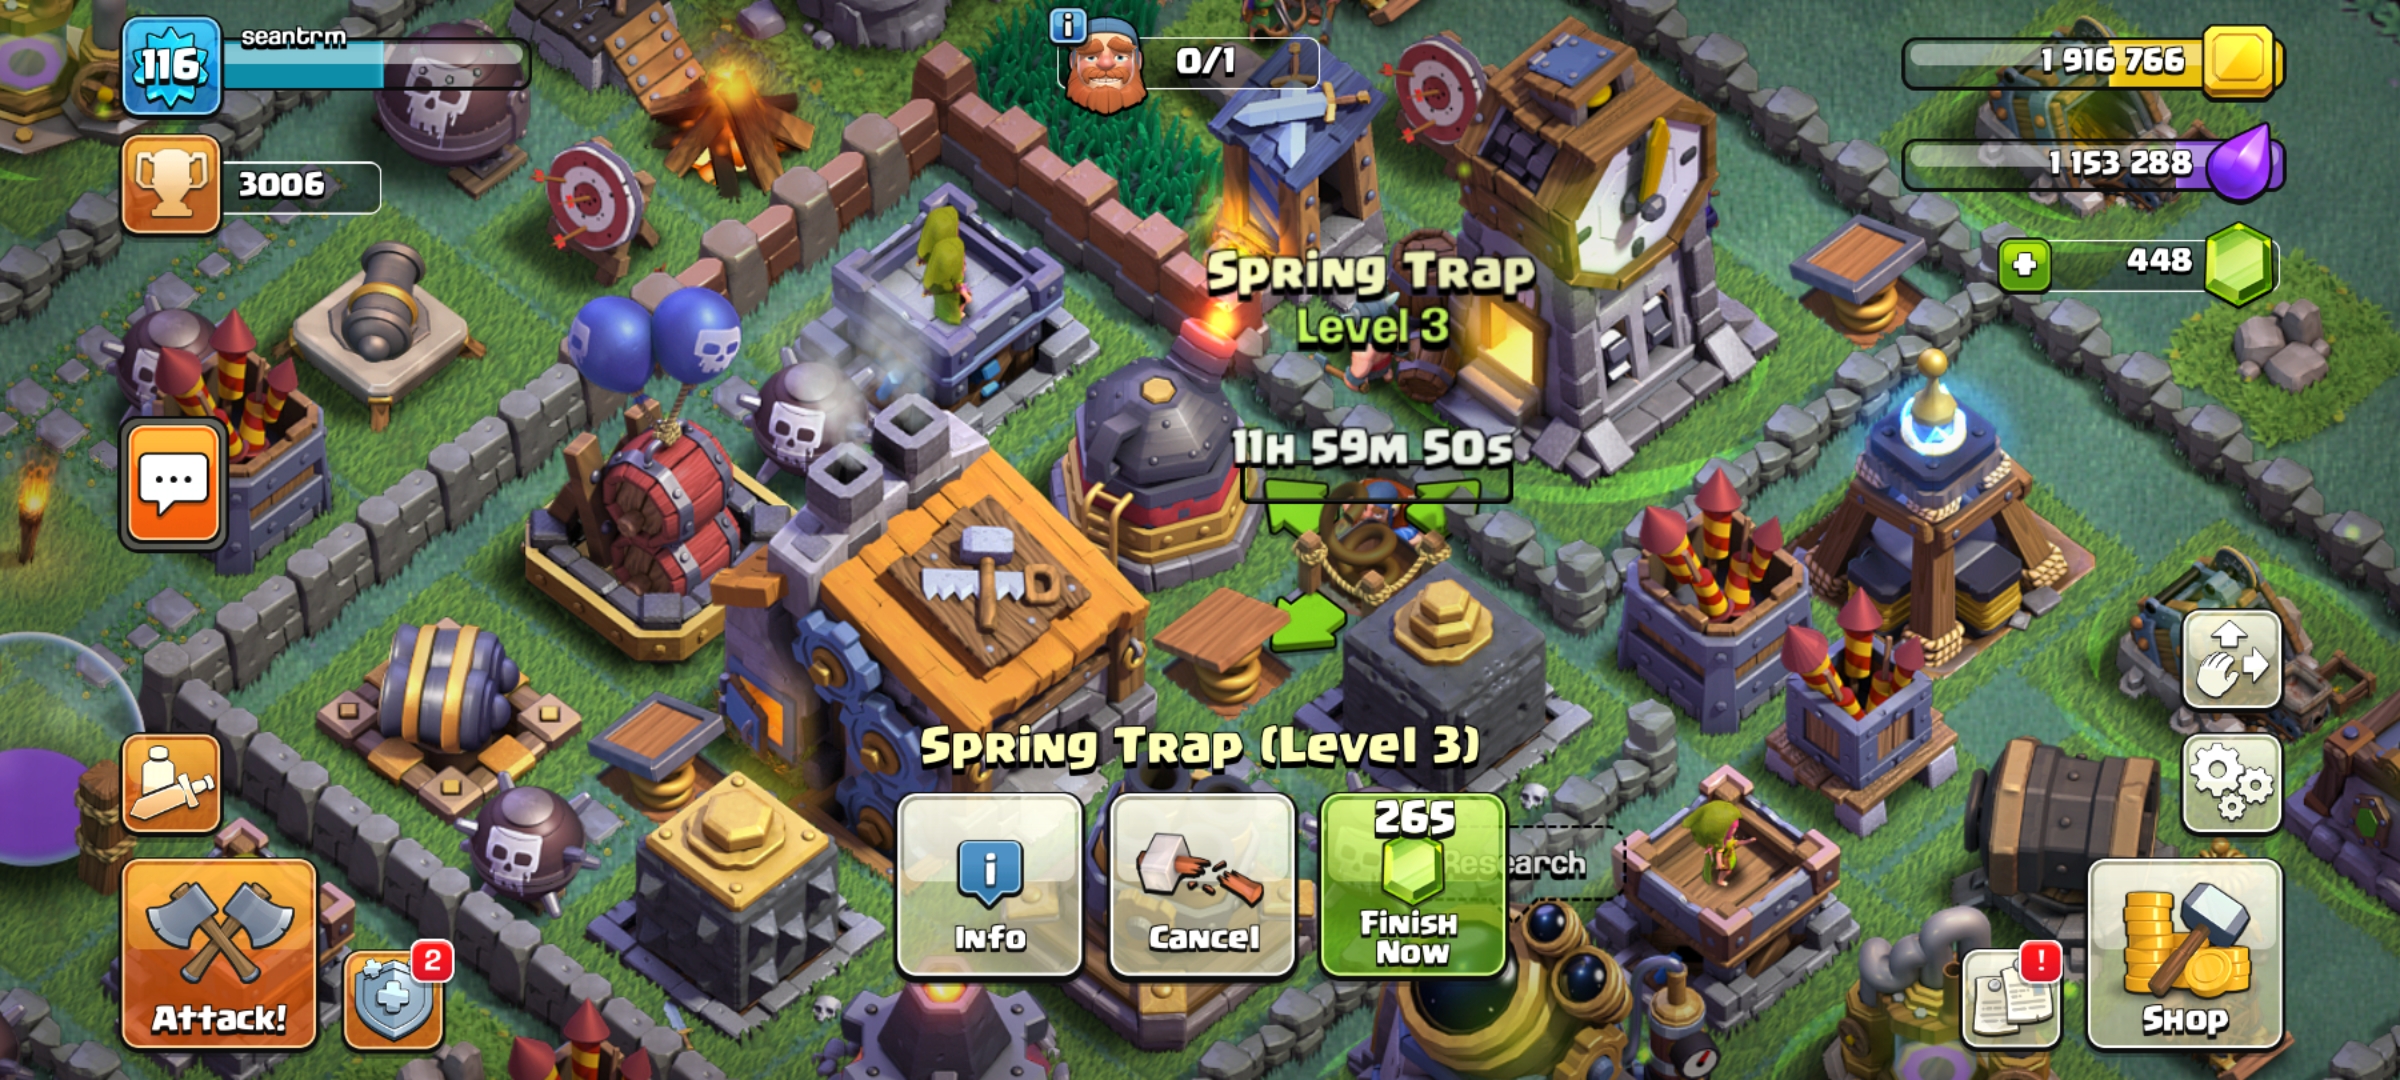 116
seantrm
i
0/1
1 916 766
3006
1 153 288
448
Spring Trap
Level 3
11H 59M 50s
Spring Trap (Level 3)
i
Info
Cancel
265
Finish
Now
Research
Attack!
2
!
Shop